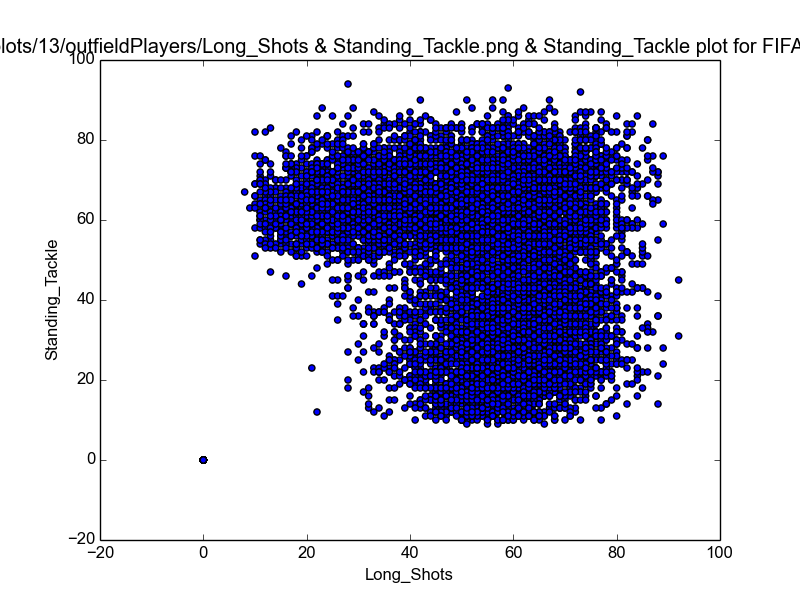 lots/13/outfieldPlayers/Long_Shots & Standing_Tackle.png & Standing_Tackle plot for FIFA
100
80
60
40
20
0
−20
Standing_Tackle
−20 0 20 40 60 80 100
Long_Shots